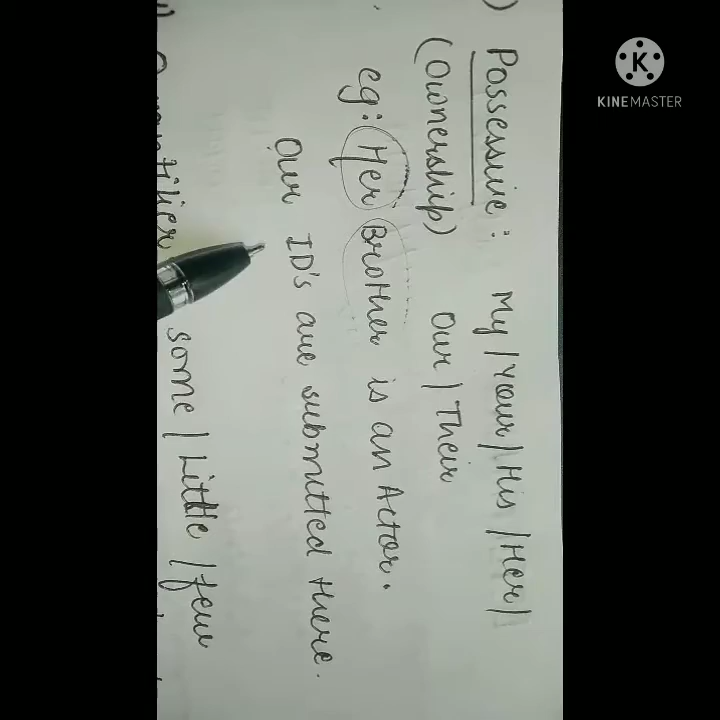 ) Possessive : My / Your / His / Her /
(Ownership) Our / Their
eg: Her Brother is an Actor.
Our ID's are submitted there.
some / Little / few
KINEMASTER